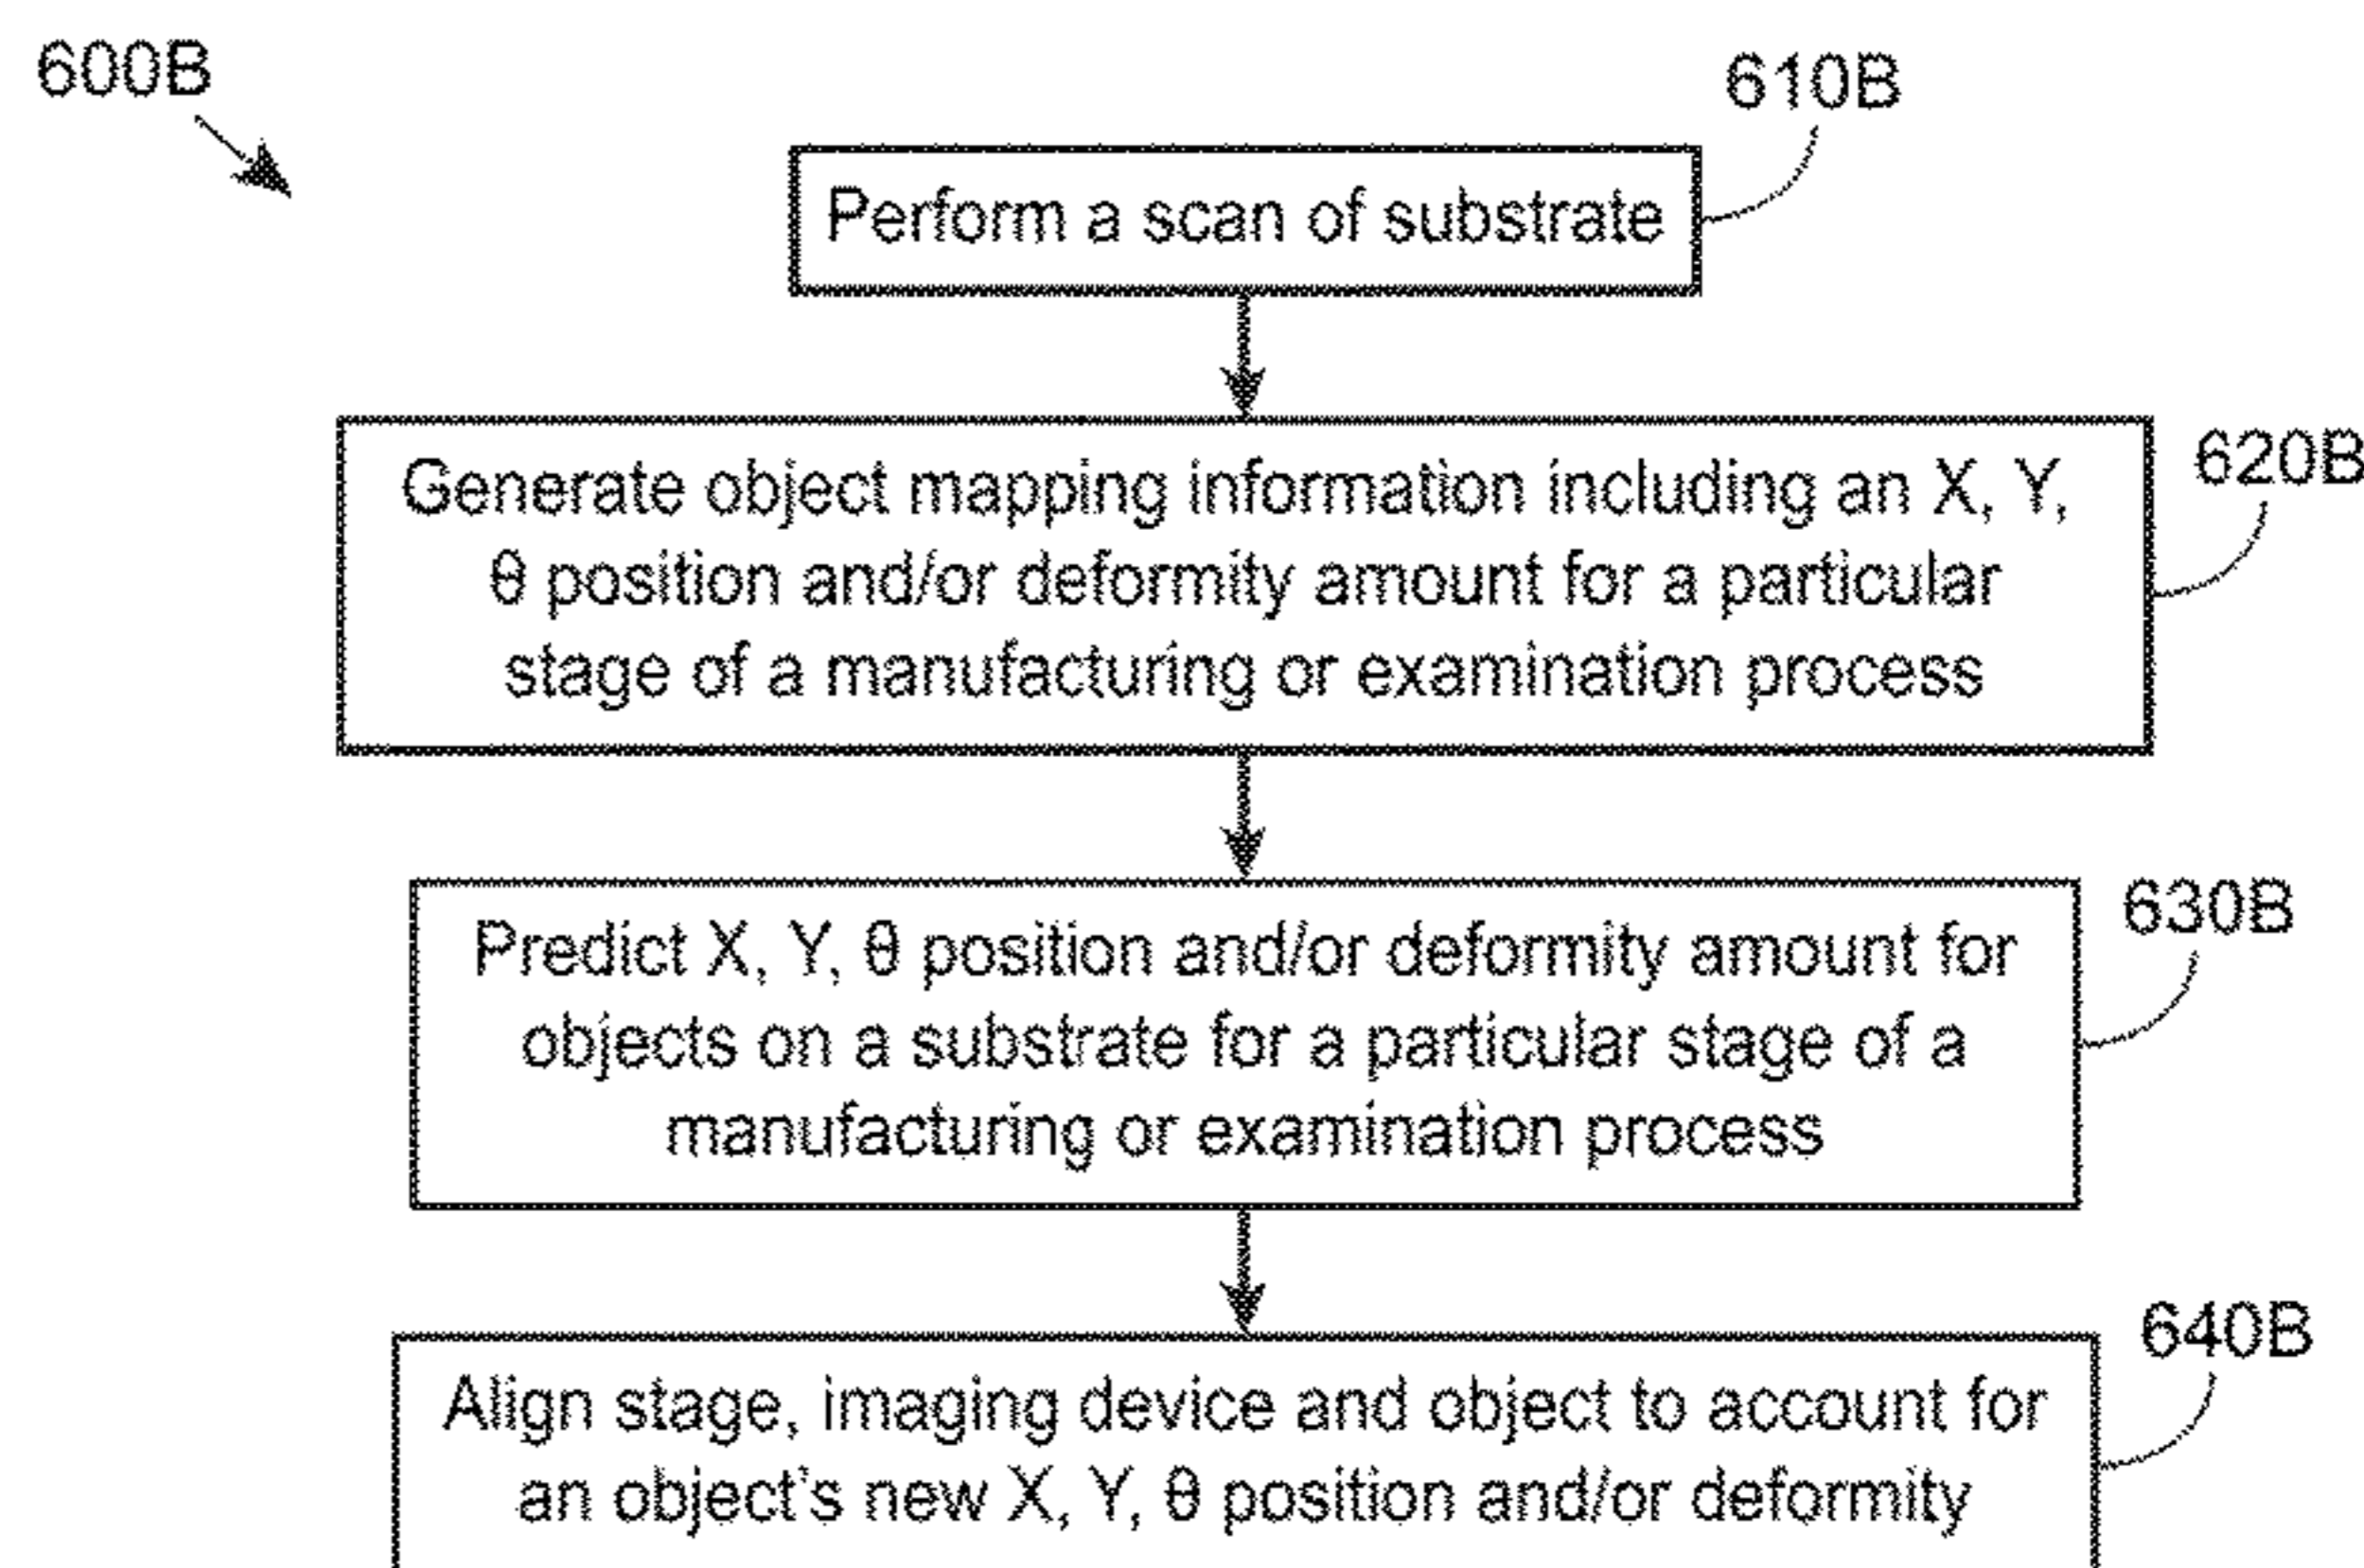 600B
610B
Perform a scan of substrate
620B
Generate object mapping information including an X, Y,
θ position and/or deformity amount for a particular
stage of a manufacturing or examination process
630B
Predict X, Y, θ position and/or deformity amount for
objects on a substrate for a particular stage of a
manufacturing or examination process
640B
Align stage, imaging device and object to account for
an object's new X, Y, θ position and/or deformity